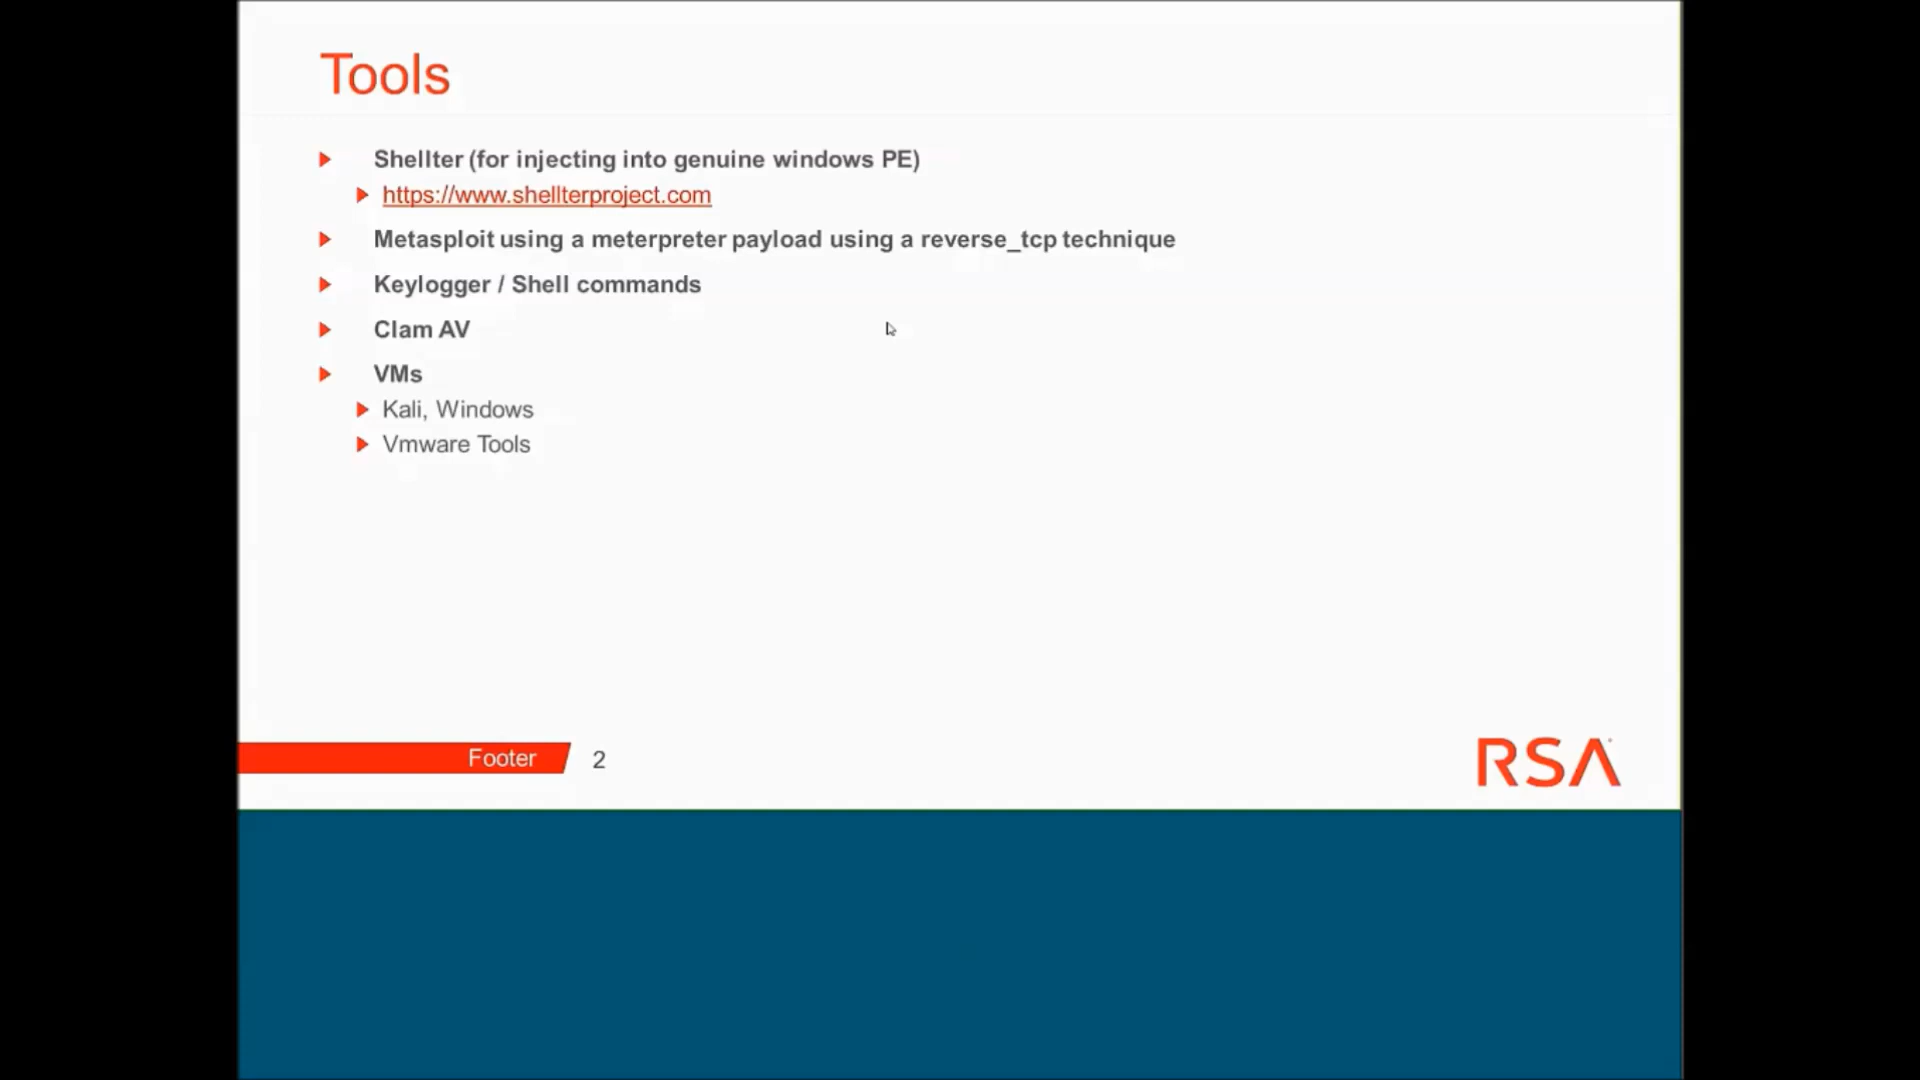 Tools
Shellter (for injecting into genuine windows PE)
https://www.shellterproject.com
Metasploit using a meterpreter payload using a reverse_tcp technique
Keylogger / Shell commands
Clam AV
VMs
Kali, Windows
Vmware Tools
Footer 2
RSA